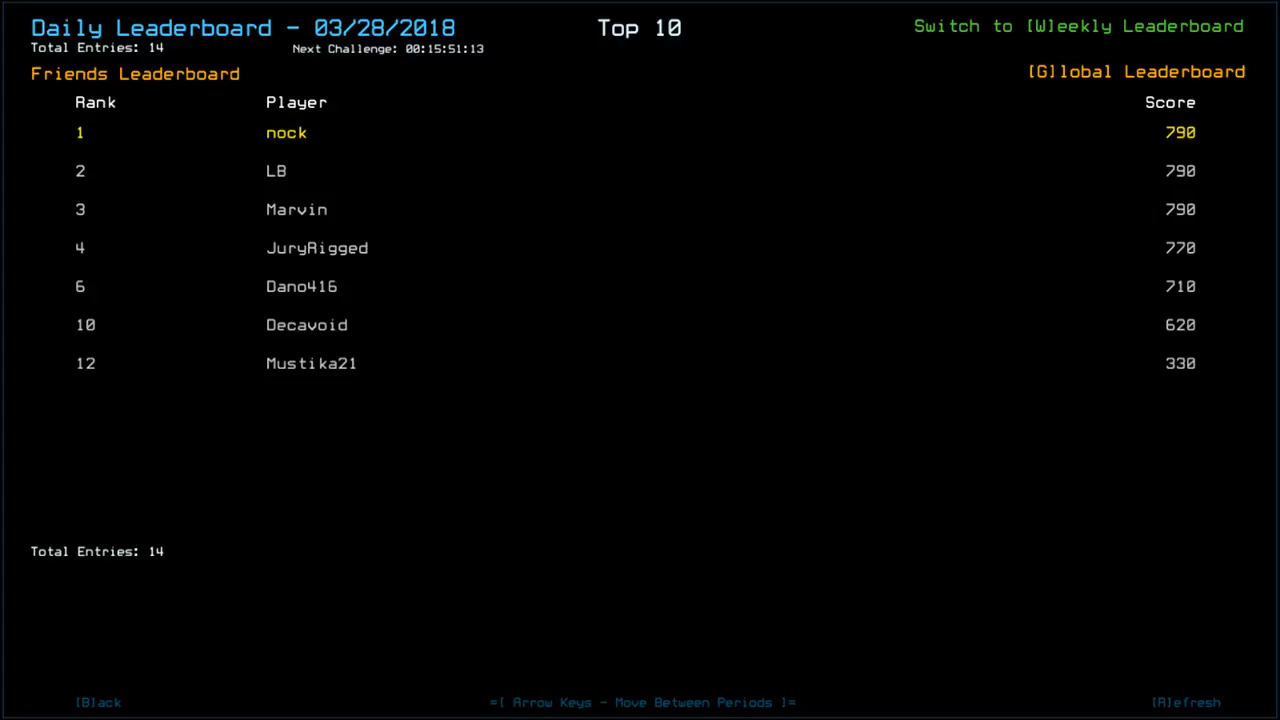 Daily Leaderboard - 03/28/2018 Top 10 Switch to [W]eekly Leaderboard
Total Entries: 14 Next Challenge: 00:15:51:13
Friends Leaderboard [G]lobal Leaderboard
Rank Player Score
1 nock 790
2 LB 790
3 Marvin 790
4 JuryRigged 770
6 Dano416 710
10 Decavoid 620
12 Mustika21 330
Total Entries: 14
[B]ack =[ Arrow Keys - Move Between Periods ]= [R]efresh